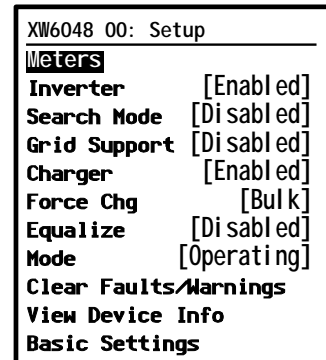 XW6048 00: Setup
Meters
Inverter [Enabled]
Search Mode [Disabled]
Grid Support [Disabled]
Charger [Enabled]
Force Chg [Bulk]
Equalize [Disabled]
Mode [Operating]
Clear Faults/Warnings
View Device Info
Basic Settings